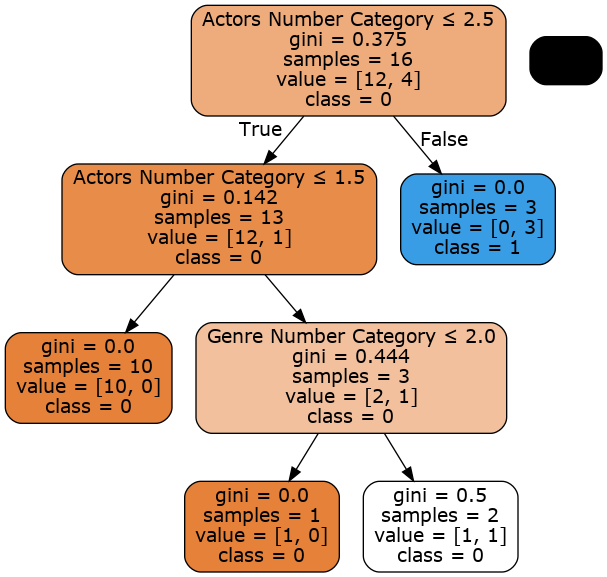 Actors Number Category ≤ 2.5
gini = 0.375
samples = 16
value = [12, 4]
class = 0
True
False
Actors Number Category ≤ 1.5
gini = 0.142
samples = 13
value = [12, 1]
class = 0
gini = 0.0
samples = 3
value = [0, 3]
class = 1
gini = 0.0
samples = 10
value = [10, 0]
class = 0
Genre Number Category ≤ 2.0
gini = 0.444
samples = 3
value = [2, 1]
class = 0
gini = 0.0
samples = 1
value = [1, 0]
class = 0
gini = 0.5
samples = 2
value = [1, 1]
class = 0